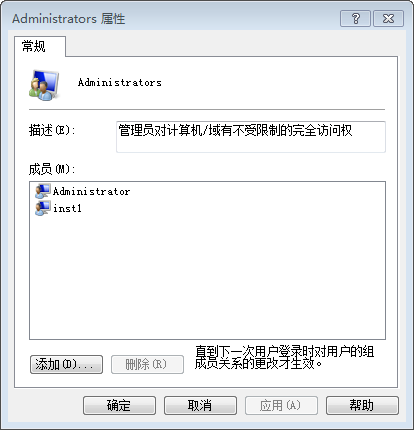 Administrators 属性
常规
Administrators
描述(E):
管理员对计算机/域有不受限制的完全访问权
成员(M):
Administrator
inst1
添加(D)...
删除(R)
直到下一次用户登录时对用户的组
成员关系的更改才生效。
确定
取消
应用(A)
帮助